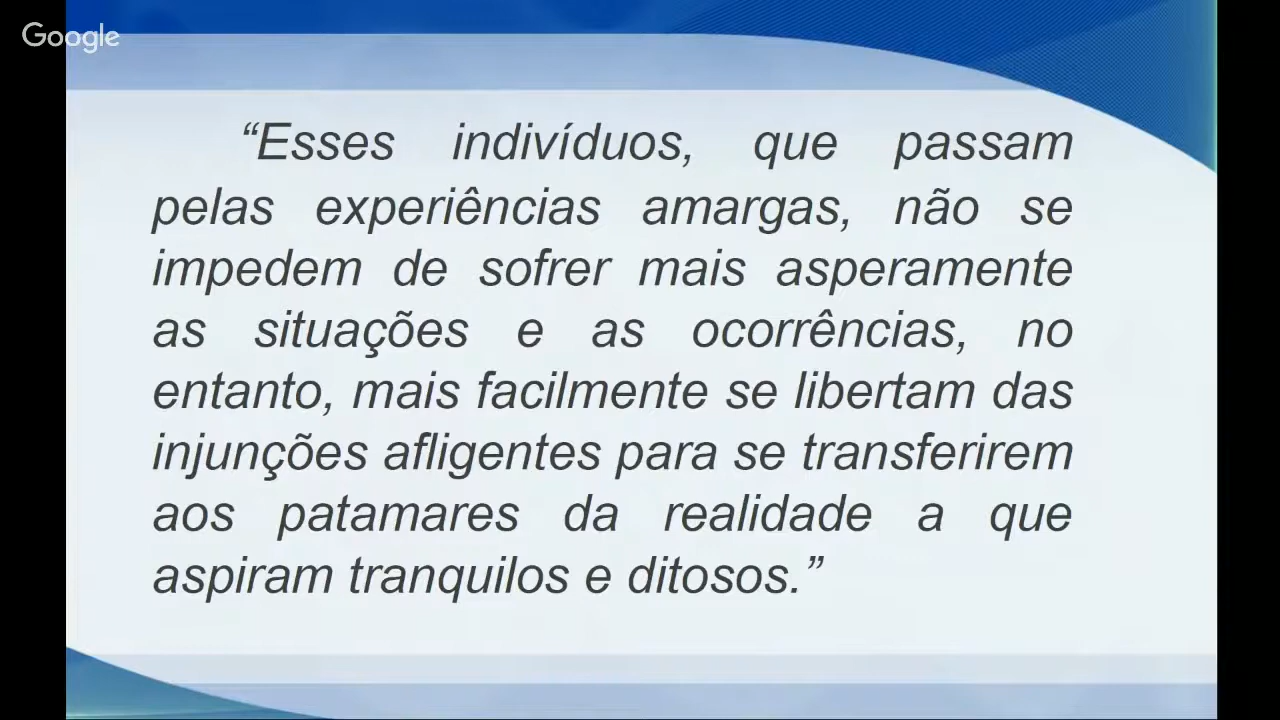 Google
“Esses indivíduos, que passam
pelas experiências amargas, não se
impedem de sofrer mais asperamente
as situações e as ocorrências, no
entanto, mais facilmente se libertam das
injunções afligentes para se transferirem
aos patamares da realidade a que
aspiram tranquilos e ditosos.”